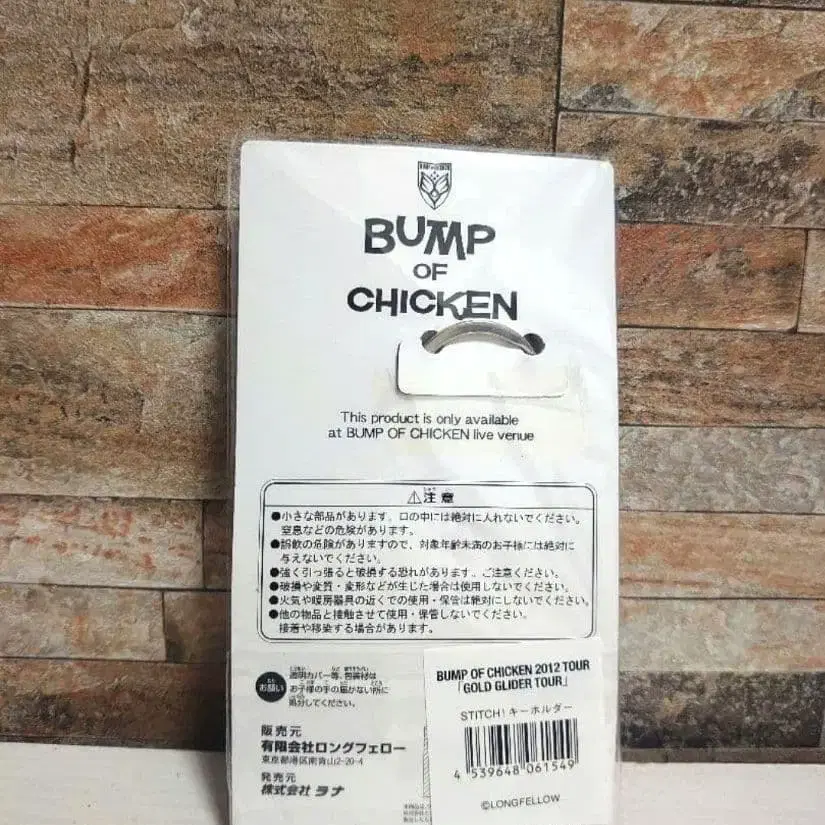 BUMP
OF
CHICKEN
This product is only available
at BUMP OF CHICKEN live venue
⚠注意
●小さな部品があります。口の中には絶対に入れないでください。
窒息などの危険があります。
●誤飲の危険がありますので、対象年齢未満のお子様には絶対に
与えないでください。
●強く引っ張ると破損する恐れがあります。ご注意ください。
●破損や変質・変形などが生じた場合は使用しないでください。
●火気や暖房器具の近くでの使用・保管は絶対にしないでください。
●他の物品と接触させて使用・保管しないでください。
接着や移染する場合があります。
お願い
透明カバー等、包装材は
お子様の手の届かない所に
処分してください。
販売元
有限会社ロングフェロー
東京都港区南青山2-20-4
発売元
株式会社 ラナ
BUMP OF CHICKEN 2012 TOUR
「GOLD GLIDER TOUR」
STITCH!キーホルダー
4 539648 061549
©LONGFELLOW